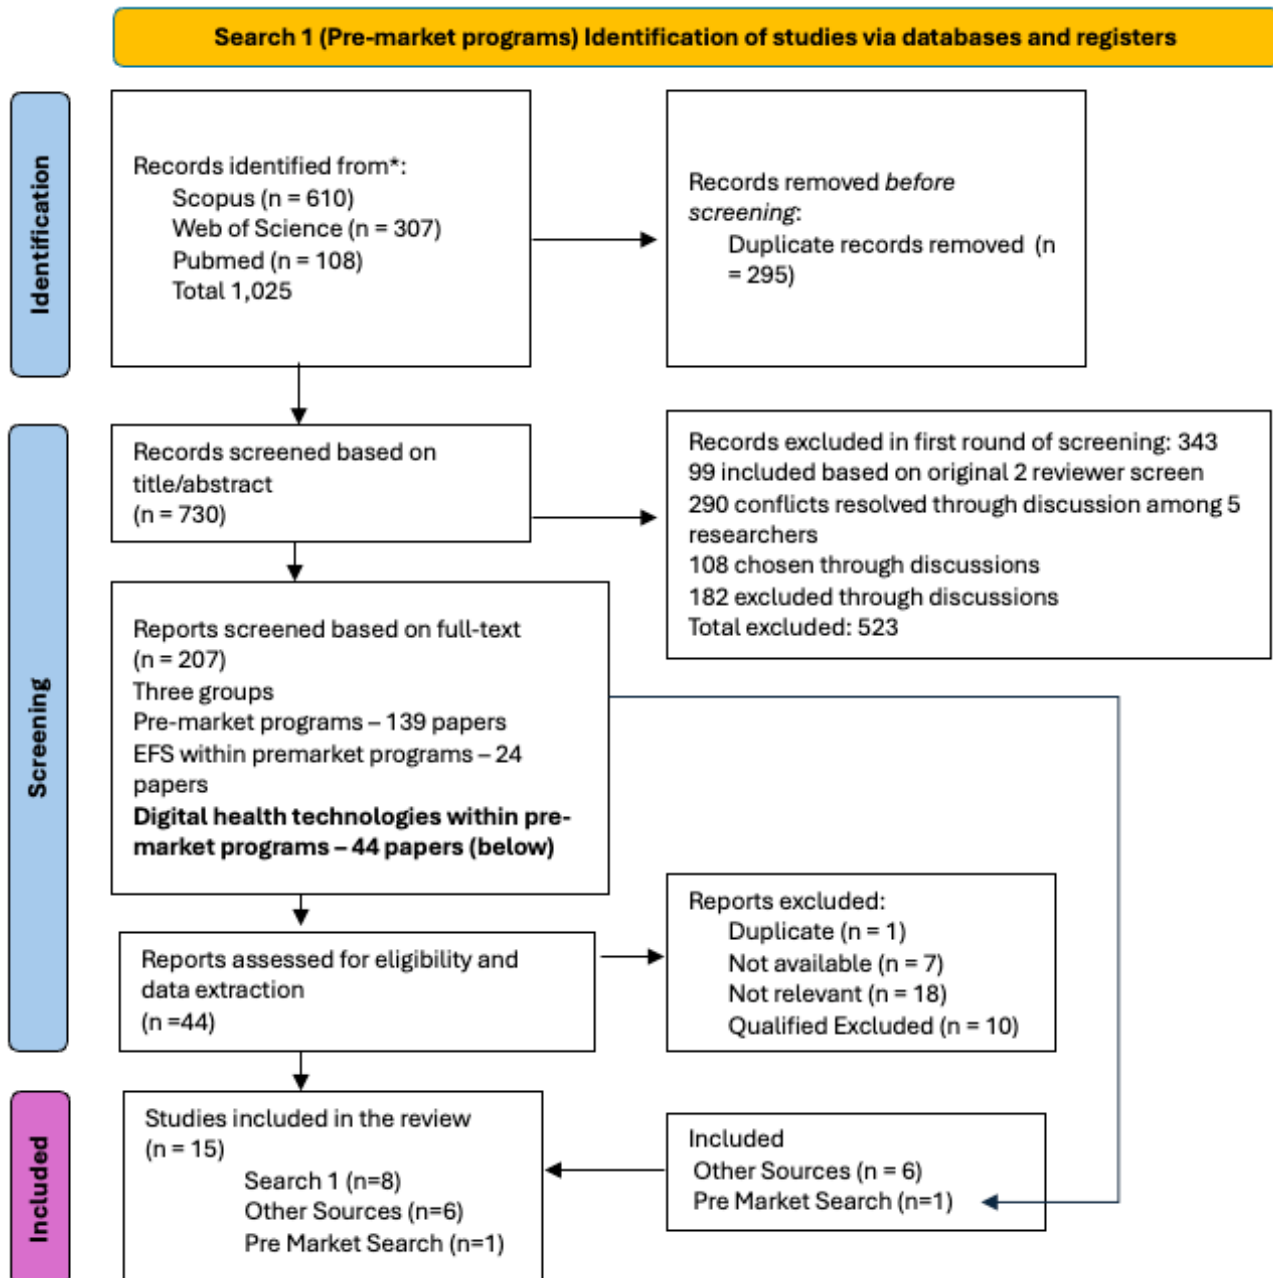 Search 1 (Pre-market programs) Identification of studies via databases and registers
Identification
Records identified from*:
Scopus (n = 610)
Web of Science (n = 307)
Pubmed (n = 108)
Total 1,025
Records removed before
screening:
Duplicate records removed (n
= 295)
Screening
Records screened based on
title/abstract
(n = 730)
Records excluded in first round of screening: 343
99 included based on original 2 reviewer screen
290 conflicts resolved through discussion among 5
researchers
108 chosen through discussions
182 excluded through discussions
Total excluded: 523
Reports screened based on full-text
(n = 207)
Three groups
Pre-market programs – 139 papers
EFS within premarket programs – 24
papers
Digital health technologies within pre-
market programs – 44 papers (below)
Reports assessed for eligibility and
data extraction
(n =44)
Reports excluded:
Duplicate (n = 1)
Not available (n = 7)
Not relevant (n = 18)
Qualified Excluded (n = 10)
Included
Studies included in the review
(n = 15)
Search 1 (n=8)
Other Sources (n=6)
Pre Market Search (n=1)
Included
Other Sources (n = 6)
Pre Market Search (n=1)